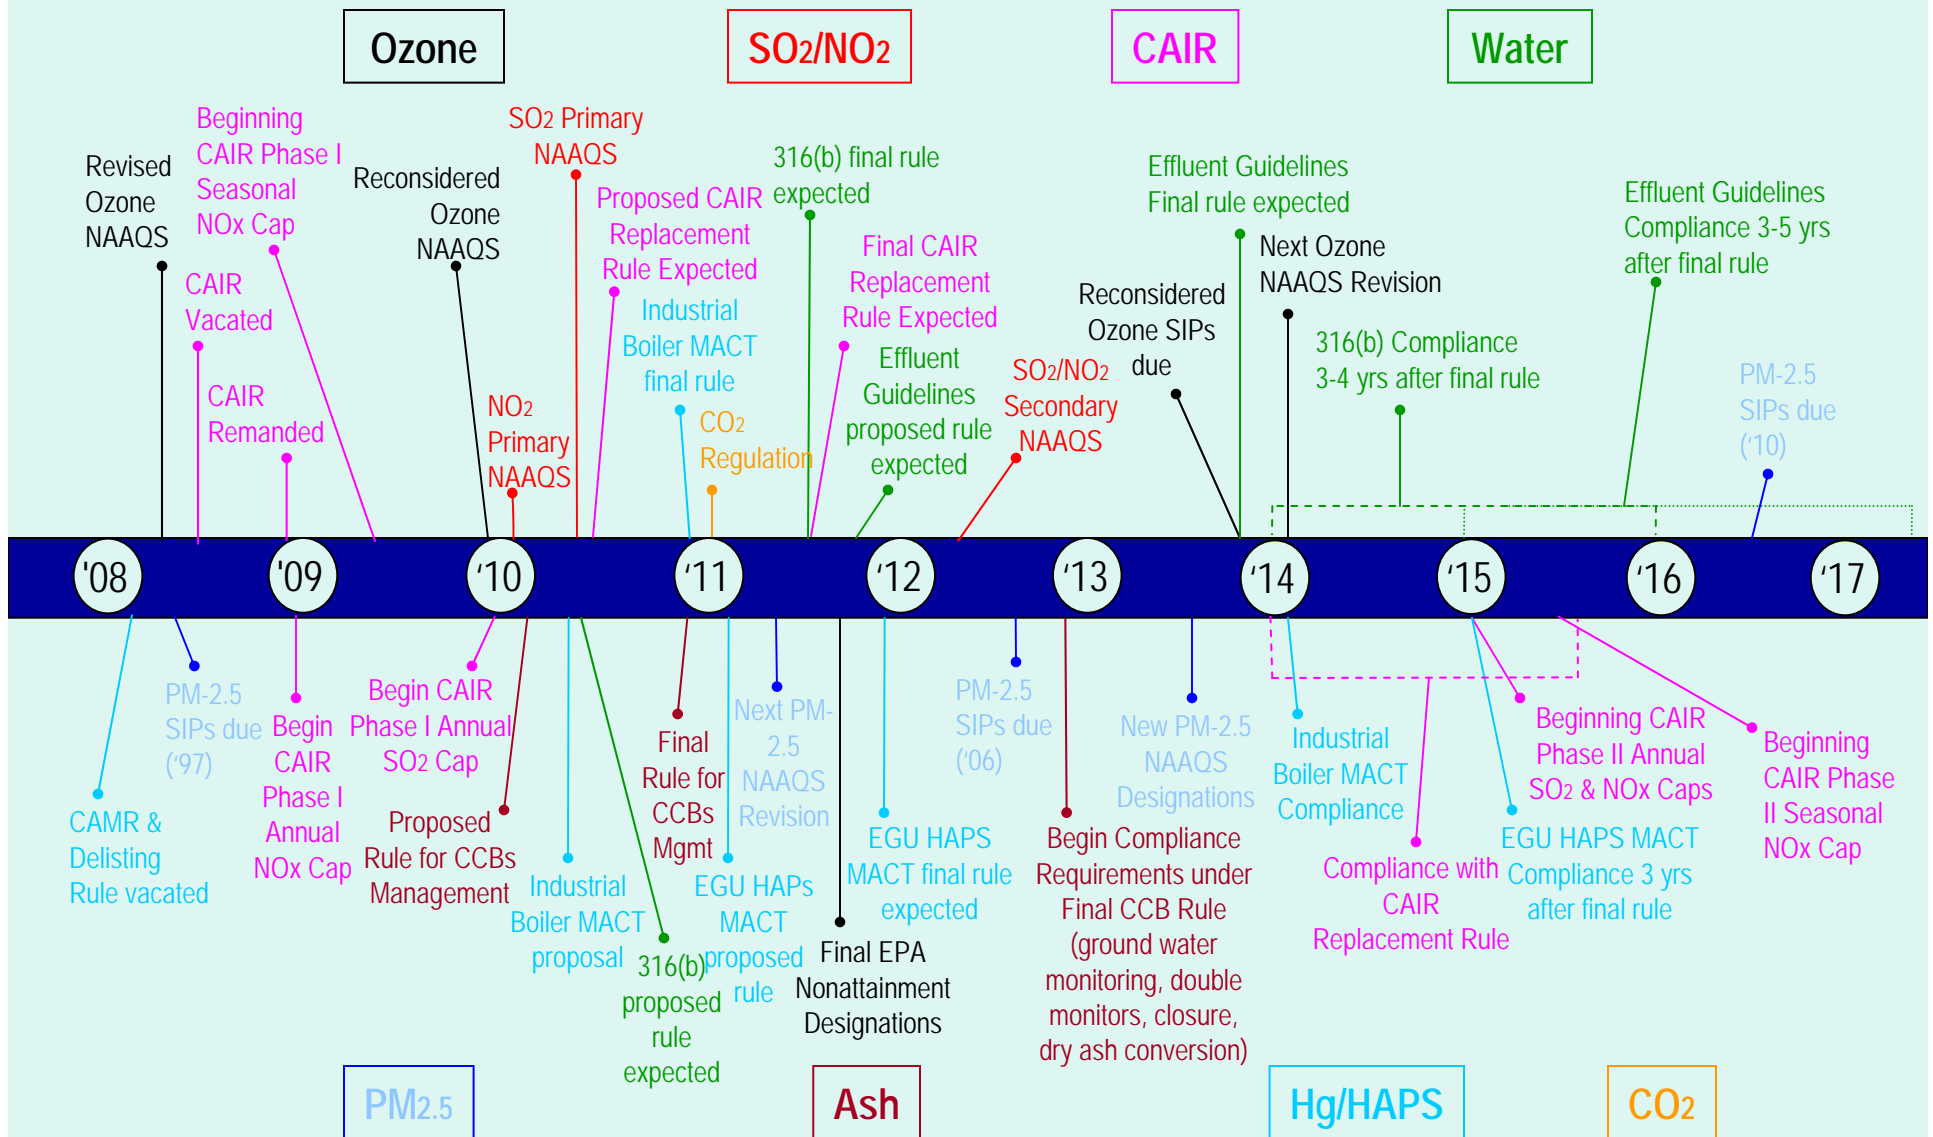 Ozone
SO2/NO2
CAIR
Water
Revised
Ozone
NAAQS
Beginning
CAIR Phase I
Seasonal
NOx Cap
CAIR
Vacated
CAIR
Remanded
Reconsidered
Ozone
NAAQS
SO2 Primary
NAAQS
NO2
Primary
NAAQS
Proposed CAIR
Replacement
Rule Expected
Industrial
Boiler MACT
final rule
CO2
Regulation
316(b) final rule
expected
Final CAIR
Replacement
Rule Expected
Effluent
Guidelines
proposed rule
expected
SO2/NO2
Secondary
NAAQS
Reconsidered
Ozone SIPs
due
Effluent Guidelines
Final rule expected
Next Ozone
NAAQS Revision
316(b) Compliance
3-4 yrs after final rule
Effluent Guidelines
Compliance 3-5 yrs
after final rule
PM-2.5
SIPs due
(‘10)
'08
'09
‘10
‘11
‘12
‘13
‘14
‘15
‘16
‘17
CAMR &
Delisting
Rule vacated
PM-2.5
SIPs due
(‘97)
Begin
CAIR
Phase I
Annual
NOx Cap
Begin CAIR
Phase I Annual
SO2 Cap
Proposed
Rule for CCBs
Management
Industrial
Boiler MACT
proposal
316(b)
proposed
rule
expected
Final
Rule for
CCBs
Mgmt
EGU HAPs
MACT
proposed
rule
Next PM-
2.5
NAAQS
Revision
Final EPA
Nonattainment
Designations
EGU HAPS
MACT final rule
expected
PM-2.5
SIPs due
(‘06)
Begin Compliance
Requirements under
Final CCB Rule
(ground water
monitoring, double
monitors, closure,
dry ash conversion)
New PM-2.5
NAAQS
Designations
Industrial
Boiler MACT
Compliance
Compliance with
CAIR
Replacement Rule
Beginning CAIR
Phase II Annual
SO2 & NOx Caps
EGU HAPS MACT
Compliance 3 yrs
after final rule
Beginning
CAIR Phase
II Seasonal
NOx Cap
PM2.5
Ash
Hg/HAPS
CO2